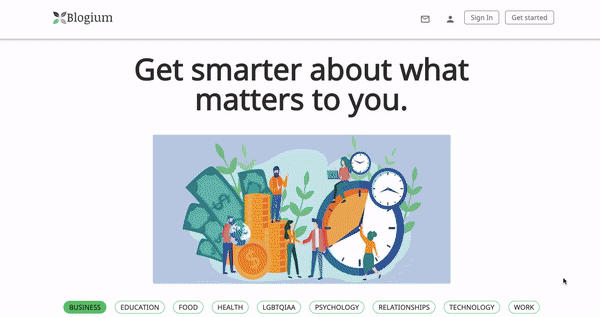 Blogium
Sign In
Get started
Get smarter about what
matters to you.
BUSINESS
EDUCATION
FOOD
HEALTH
LGBTQIAA
PSYCHOLOGY
RELATIONSHIPS
TECHNOLOGY
WORK